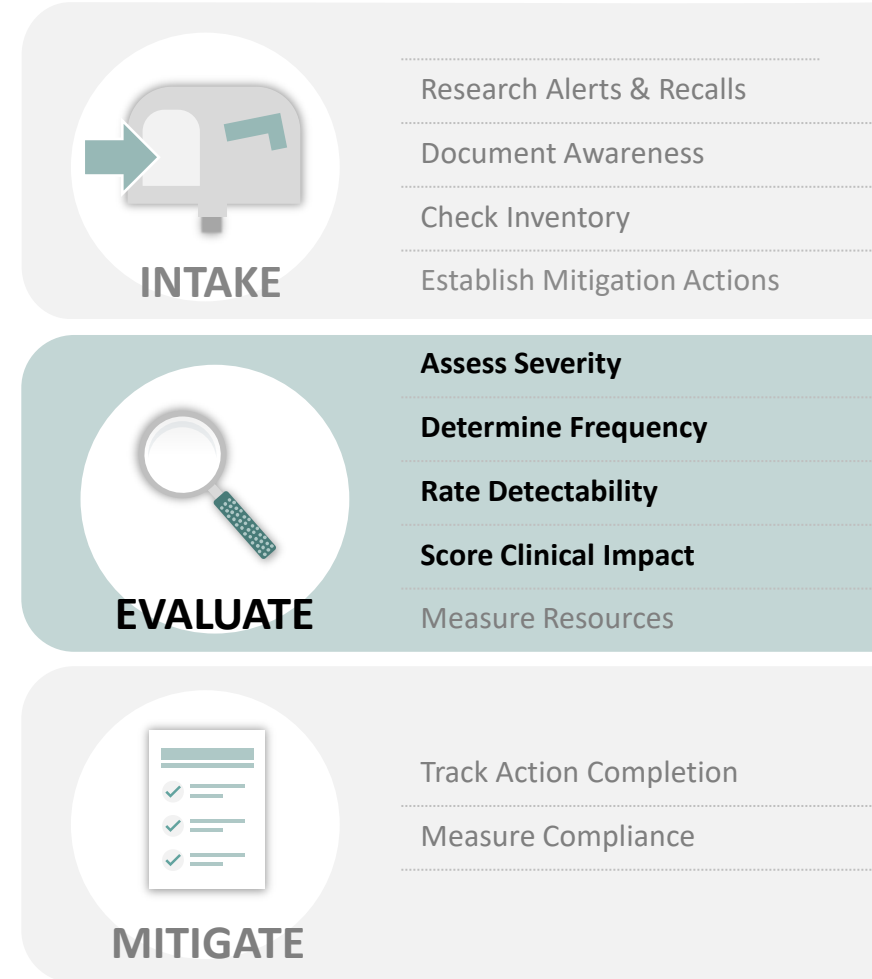 Research Alerts & Recalls
Document Awareness
Check Inventory
Establish Mitigation Actions
INTAKE
Assess Severity
Determine Frequency
Rate Detectability
Score Clinical Impact
Measure Resources
EVALUATE
Track Action Completion
Measure Compliance
MITIGATE